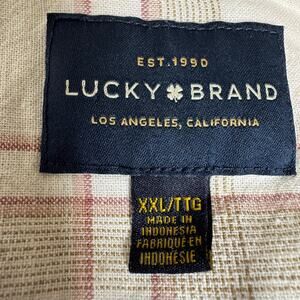 EST. 1990
LUCKY BRAND
LOS ANGELES, CALIFORNIA
XXL/TTG
MADE IN
INDONESIA
FABRIQUÉ EN
INDONÉSIE